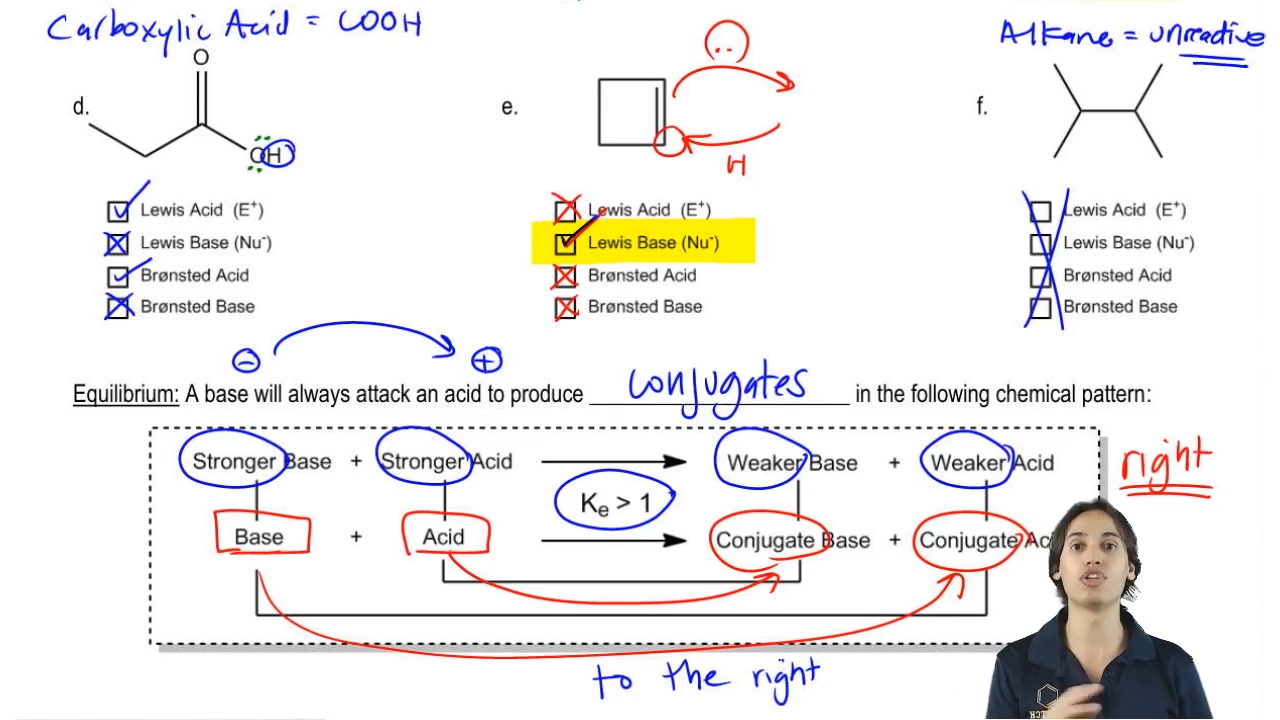 Carboxylic Acid = COOH
Alkane = unreactive
O
d.
OH
e.
H
f.
Lewis Acid (E⁺)
Lewis Base (Nu⁻)
Brønsted Acid
Brønsted Base
Lewis Acid (E⁺)
Lewis Base (Nu⁻)
Brønsted Acid
Brønsted Base
Lewis Acid (E⁺)
Lewis Base (Nu⁻)
Brønsted Acid
Brønsted Base
− +
Equilibrium: A base will always attack an acid to produce conjugates in the following chemical pattern:
Stronger Base + Stronger Acid Weaker Base + Weaker Acid
right
Kₑ > 1
Base + Acid Conjugate Base + Conjugate Ac
to the right